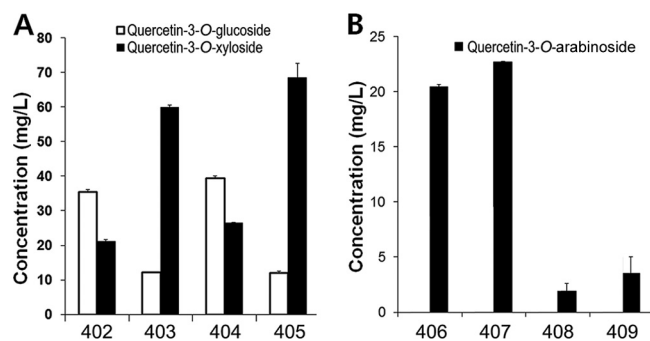 A
Quercetin-3-O-glucoside
Quercetin-3-O-xyloside
Concentration (mg/L)
80
70
60
50
40
30
20
10
0
402 403 404 405
B
Quercetin-3-O-arabinoside
Concentration (mg/L)
25
20
15
10
5
0
406 407 408 409